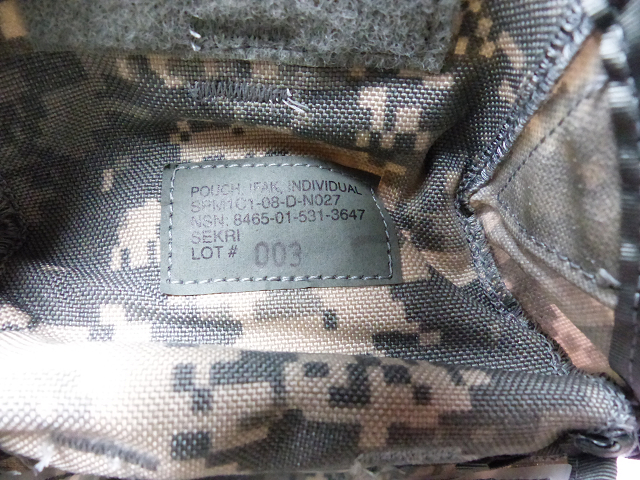 POUCH, IFAK, INDIVIDUAL
SPM1C1-08-D-N027
NSN: 8465-01-531-3647
SEKRI
LOT # 003